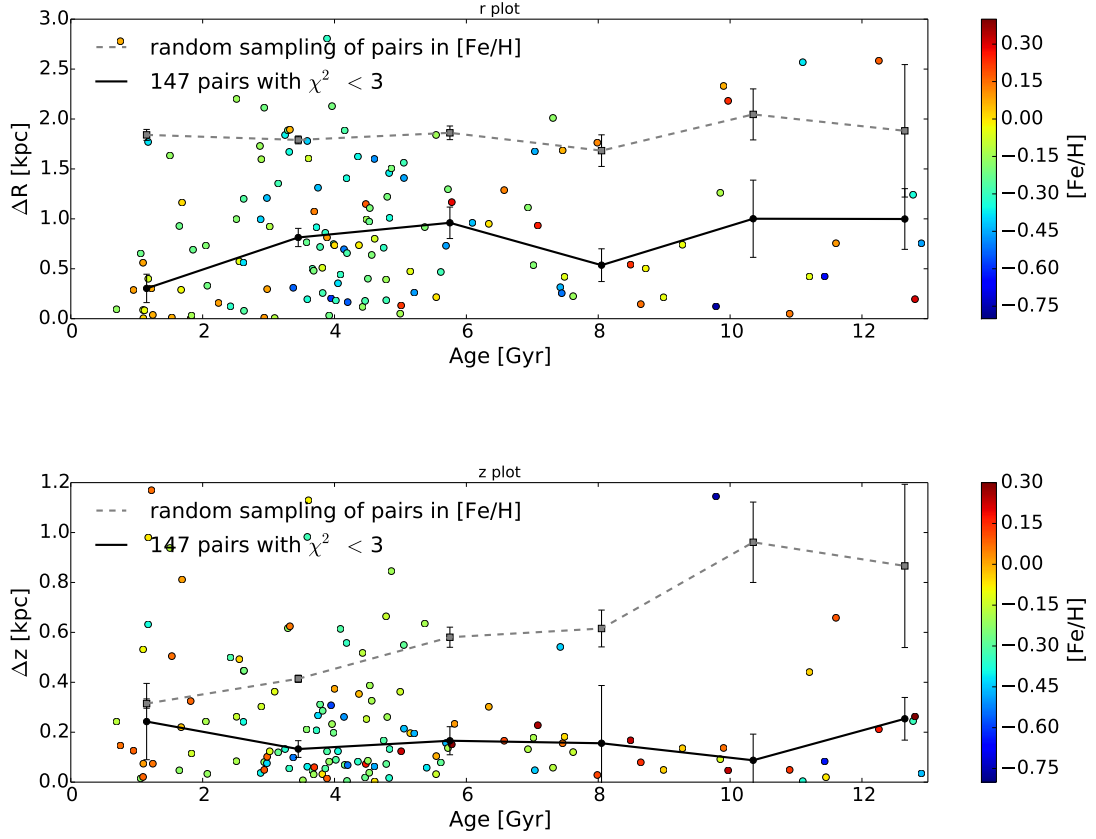 r plot
3.0
2.5
2.0
1.5
1.0
0.5
0.0
ΔR [kpc]
random sampling of pairs in [Fe/H]
147 pairs with χ² < 3
0 2 4 6 8 10 12
Age [Gyr]
0.30
0.15
0.00
−0.15
−0.30
−0.45
−0.60
−0.75
[Fe/H]
z plot
1.2
1.0
0.8
0.6
0.4
0.2
0.0
Δz [kpc]
random sampling of pairs in [Fe/H]
147 pairs with χ² < 3
0 2 4 6 8 10 12
Age [Gyr]
0.30
0.15
0.00
−0.15
−0.30
−0.45
−0.60
−0.75
[Fe/H]